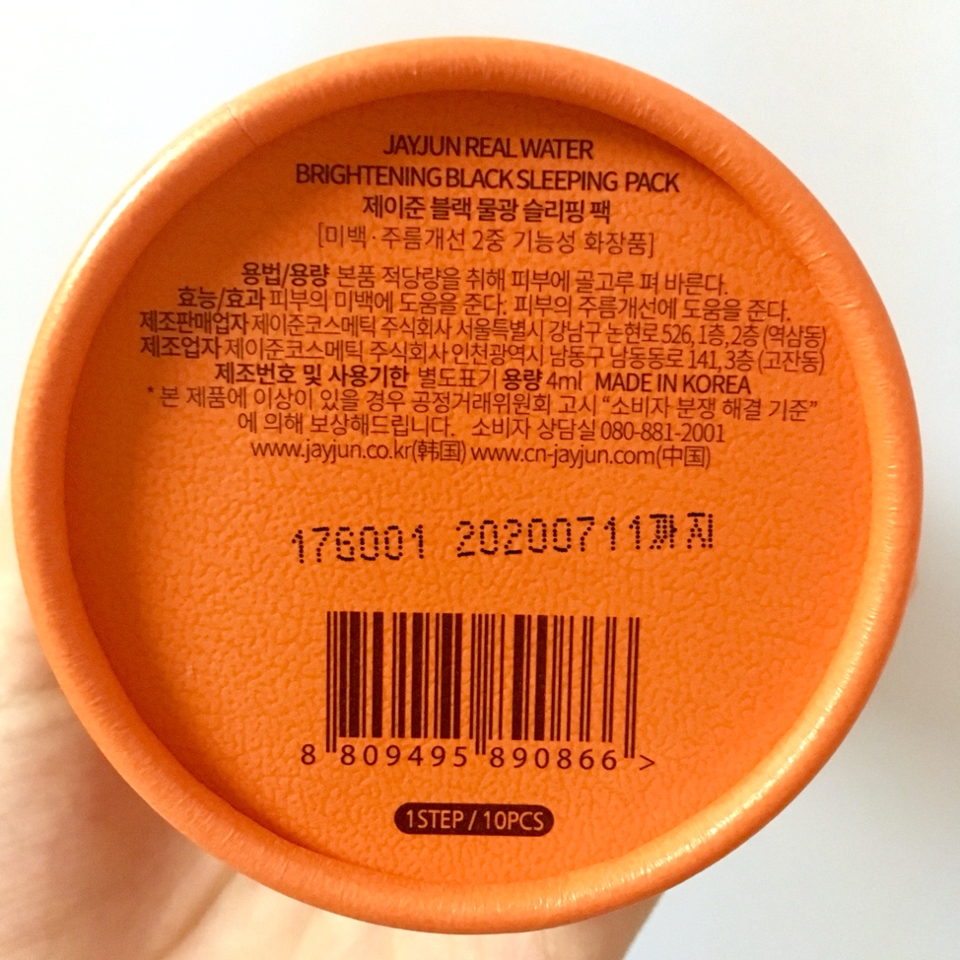 JAYJUN REAL WATER
BRIGHTENING BLACK SLEEPING PACK
제이준 블랙 물광 슬리핑 팩
[미백·주름개선 2중 기능성 화장품]
용법/용량 본품 적당량을 취해 피부에 골고루 펴 바른다.
효능/효과 피부의 미백에 도움을 준다. 피부의 주름개선에 도움을 준다.
제조판매업자 제이준코스메틱 주식회사 서울특별시 강남구 논현로 526, 1층, 2층 (역삼동)
제조업자 제이준코스메틱 주식회사 인천광역시 남동구 남동동로 141, 3층 (고잔동)
제조번호 및 사용기한 별도표기 용량 4ml MADE IN KOREA
* 본 제품에 이상이 있을 경우 공정거래위원회 고시 “소비자 분쟁 해결 기준”
에 의해 보상해드립니다. 소비자 상담실 080-881-2001
www.jayjun.co.kr(韩国) www.cn-jayjun.com(中国)
176001 20200711까지
8 809495 890866 >
1STEP / 10PCS